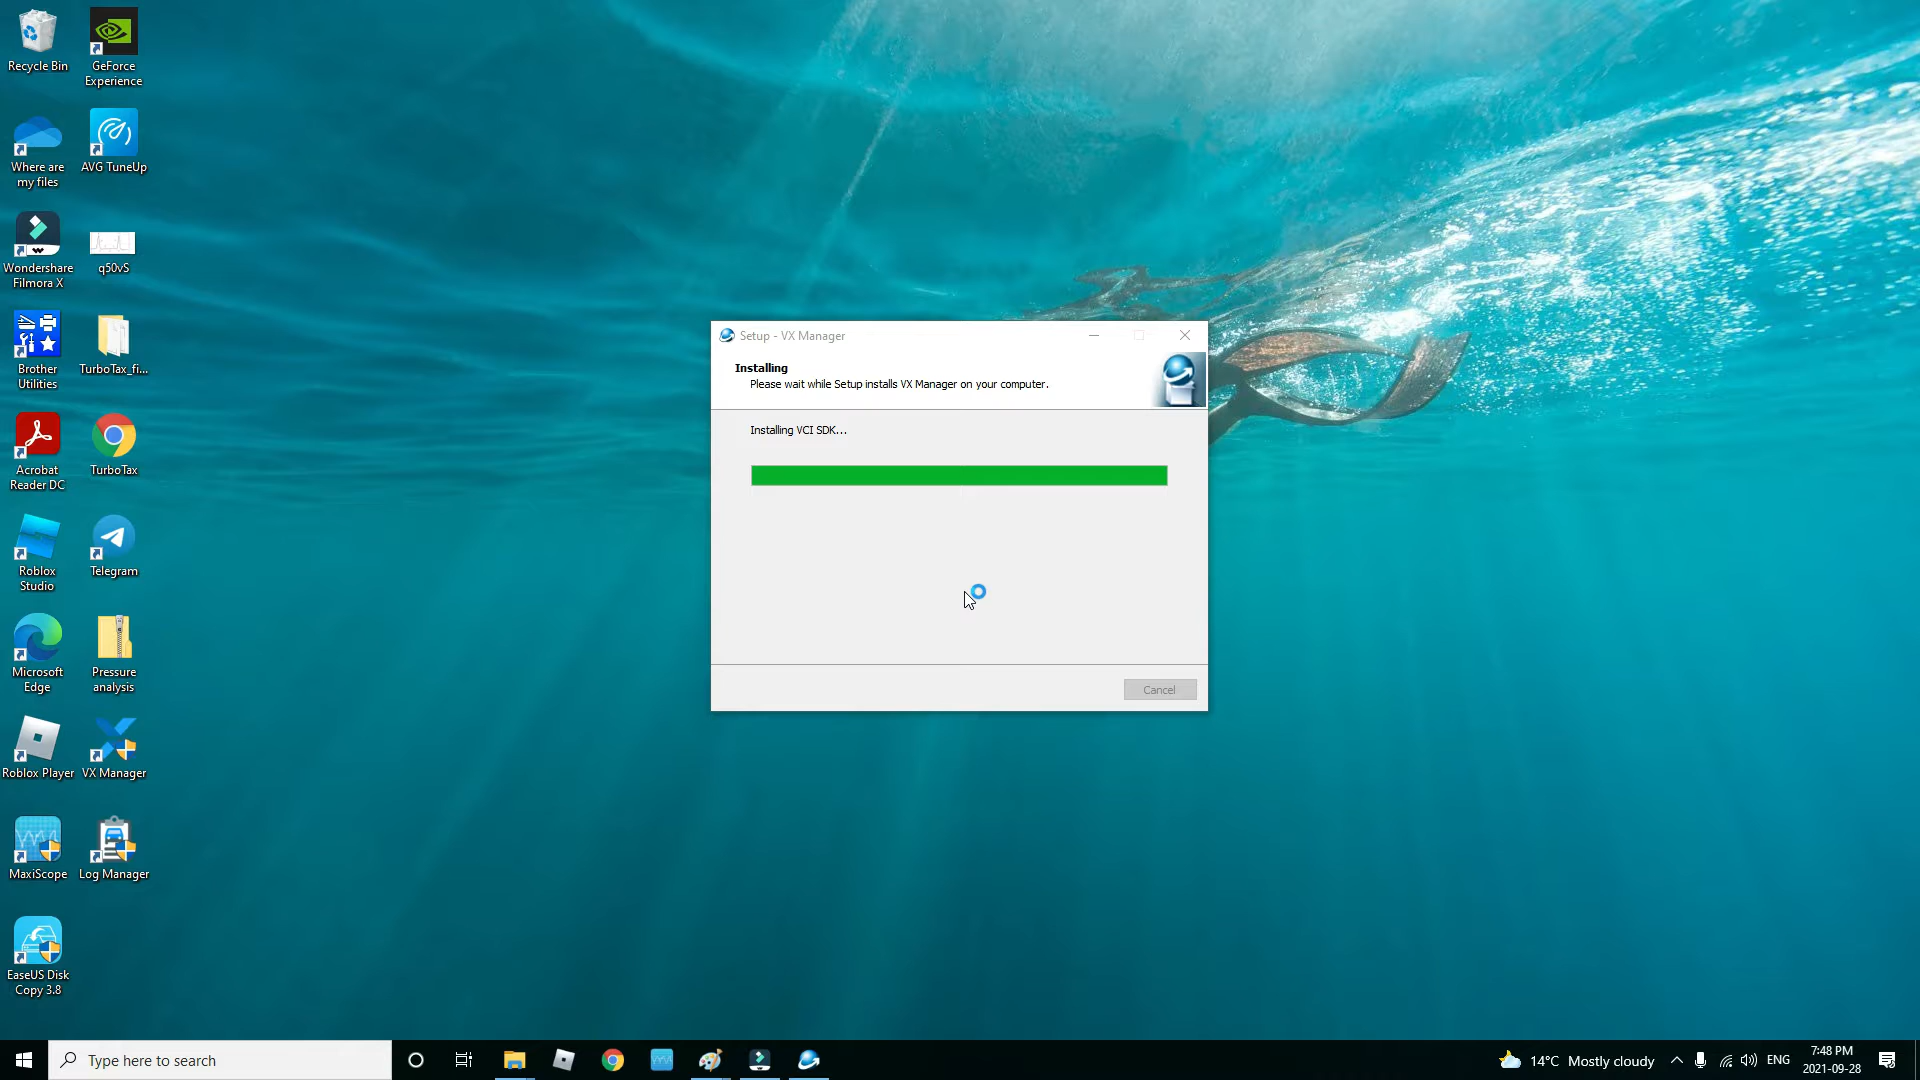 Recycle Bin
GeForce
Experience
Where are
my files
AVG TuneUp
Wondershare
Filmora X
q50vS
Brother
Utilities
TurboTax_fi...
Acrobat
Reader DC
TurboTax
Roblox
Studio
Telegram
Microsoft
Edge
Pressure
analysis
Roblox Player
VX Manager
MaxiScope
Log Manager
EaseUS Disk
Copy 3.8
Setup - VX Manager
Installing
Please wait while Setup installs VX Manager on your computer.
Installing VCI SDK...
Cancel
Type here to search
14°C Mostly cloudy
ENG
7:48 PM
2021-09-28